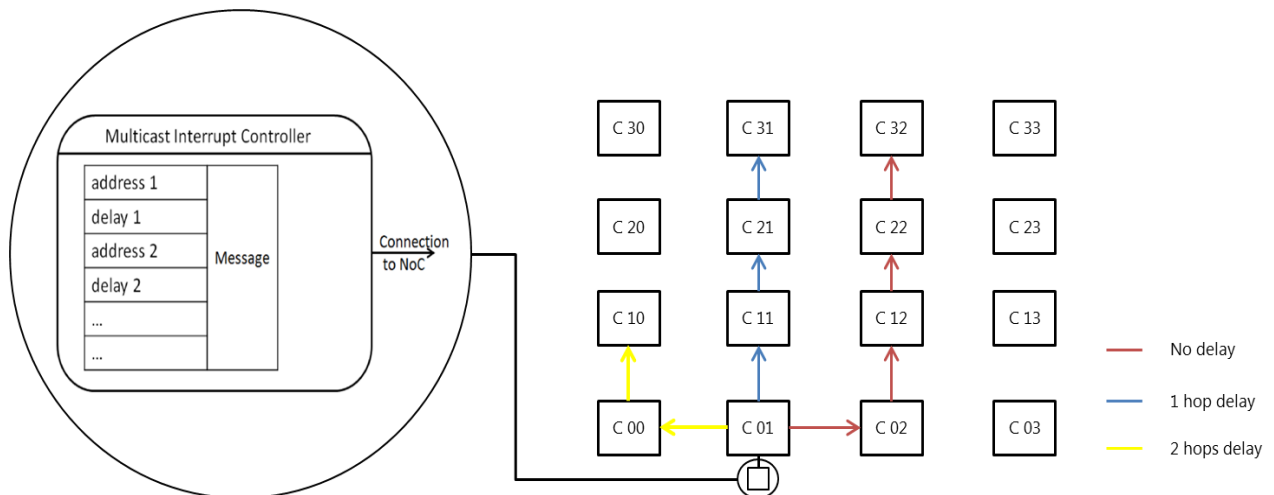 Multicast Interrupt Controller
address 1
delay 1
address 2
delay 2
...
...
Message
Connection
to NoC
C 30
C 31
C 32
C 33
C 20
C 21
C 22
C 23
C 10
C 11
C 12
C 13
C 00
C 01
C 02
C 03
No delay
1 hop delay
2 hops delay